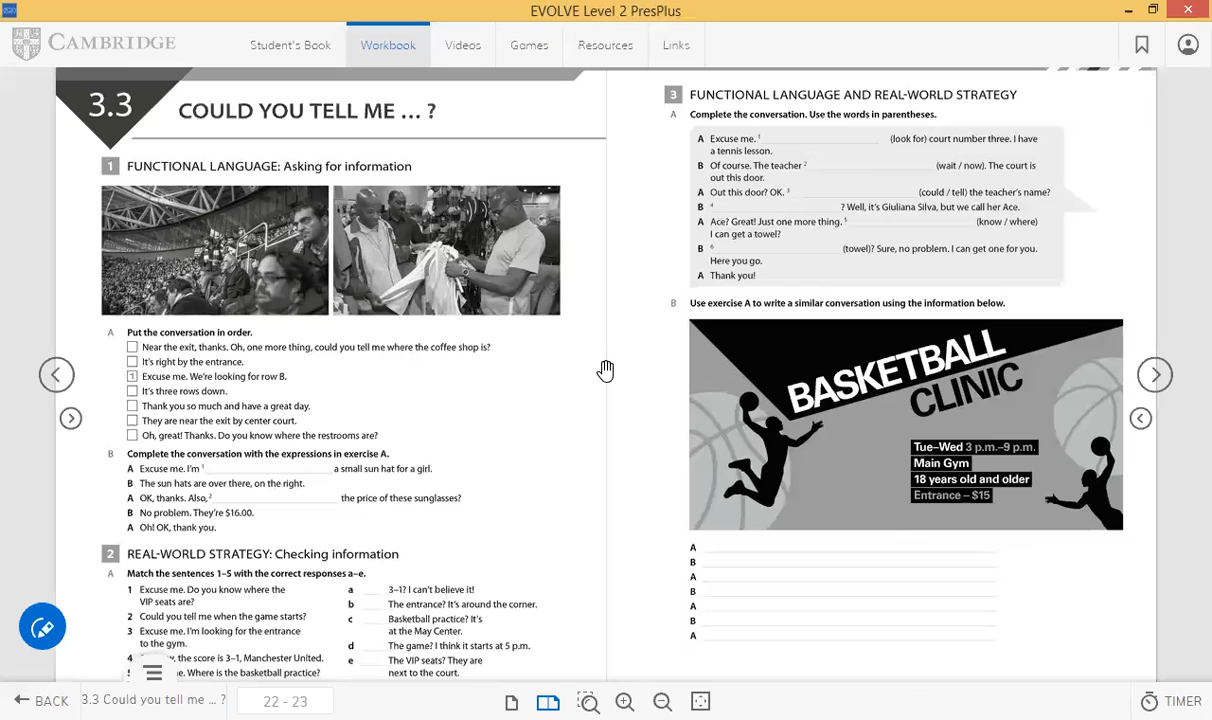 EVOLVE Level 2 PresPlus
CAMBRIDGE
Student's Book
Workbook
Videos
Games
Resources
Links
3.3
COULD YOU TELL ME ... ?
1 FUNCTIONAL LANGUAGE: Asking for information
A Put the conversation in order.
Near the exit, thanks. Oh, one more thing, could you tell me where the coffee shop is?
It's right by the entrance.
1 Excuse me. We're looking for row B.
It's three rows down.
Thank you so much and have a great day.
They are near the exit by center court.
Oh, great! Thanks. Do you know where the restrooms are?
B Complete the conversation with the expressions in exercise A.
A Excuse me. I'm 1 a small sun hat for a girl.
B The sun hats are over there, on the right.
A OK, thanks. Also, 2 the price of these sunglasses?
B No problem. They're $16.00.
A Oh! OK, thank you.
2 REAL-WORLD STRATEGY: Checking information
A Match the sentences 1–5 with the correct responses a–e.
1 Excuse me. Do you know where the
VIP seats are?
2 Could you tell me when the game starts?
3 Excuse me. I'm looking for the entrance
to the gym.
4 the score is 3–1, Manchester United.
Where is the basketball practice?
a 3–1? I can't believe it!
b The entrance? It's around the corner.
c Basketball practice? It's
at the May Center.
d The game? I think it starts at 5 p.m.
e The VIP seats? They are
next to the court.
3 FUNCTIONAL LANGUAGE AND REAL-WORLD STRATEGY
A Complete the conversation. Use the words in parentheses.
A Excuse me. 1 (look for) court number three. I have
a tennis lesson.
B Of course. The teacher 2 (wait / now). The court is
out this door.
A Out this door? OK. 3 (could / tell) the teacher's name?
B 4 ? Well, it's Giuliana Silva, but we call her Ace.
A Ace? Great! Just one more thing. 5 (know / where)
I can get a towel?
B 6 (towel)? Sure, no problem. I can get one for you.
Here you go.
A Thank you!
B Use exercise A to write a similar conversation using the information below.
BASKETBALL
CLINIC
Tue–Wed 3 p.m.–9 p.m.
Main Gym
18 years old and older
Entrance – $15
A
B
A
B
A
B
A
BACK
3.3 Could you tell me ... ?
22 - 23
TIMER